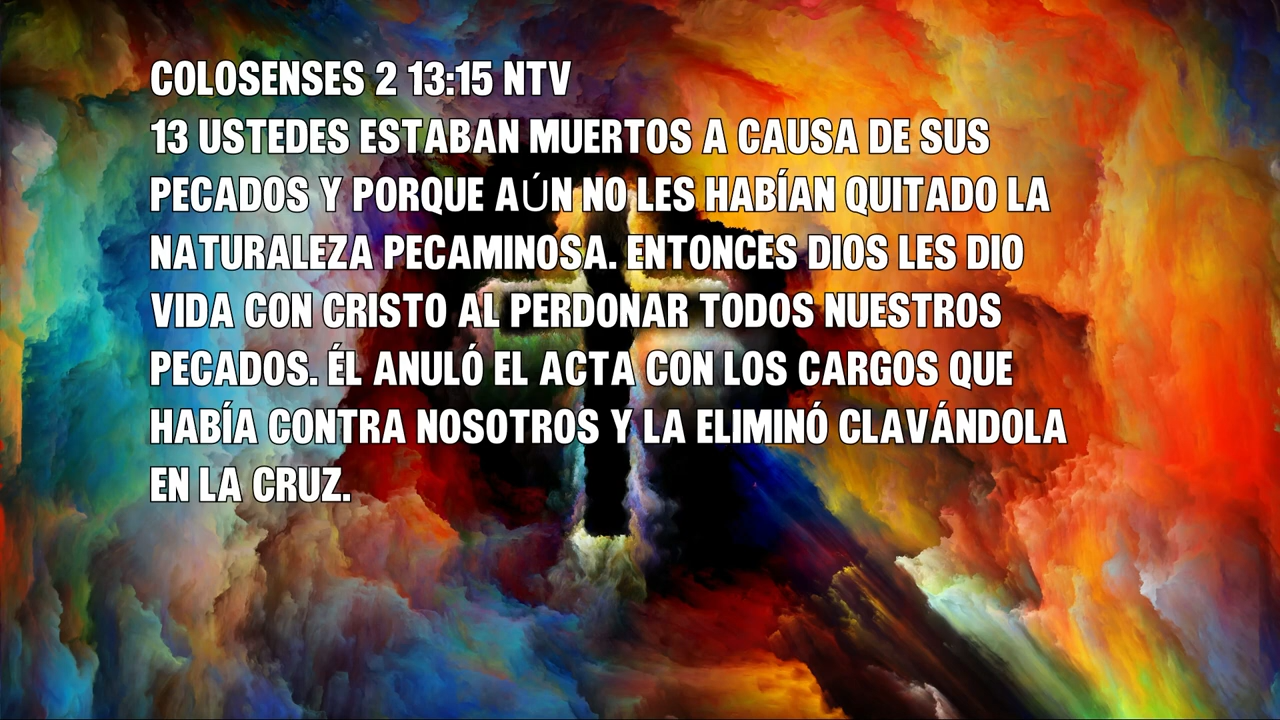 COLOSENSES 2 13:15 NTV
13 USTEDES ESTABAN MUERTOS A CAUSA DE SUS
PECADOS Y PORQUE AÚN NO LES HABÍAN QUITADO LA
NATURALEZA PECAMINOSA. ENTONCES DIOS LES DIO
VIDA CON CRISTO AL PERDONAR TODOS NUESTROS
PECADOS. ÉL ANULÓ EL ACTA CON LOS CARGOS QUE
HABÍA CONTRA NOSOTROS Y LA ELIMINÓ CLAVÁNDOLA
EN LA CRUZ.